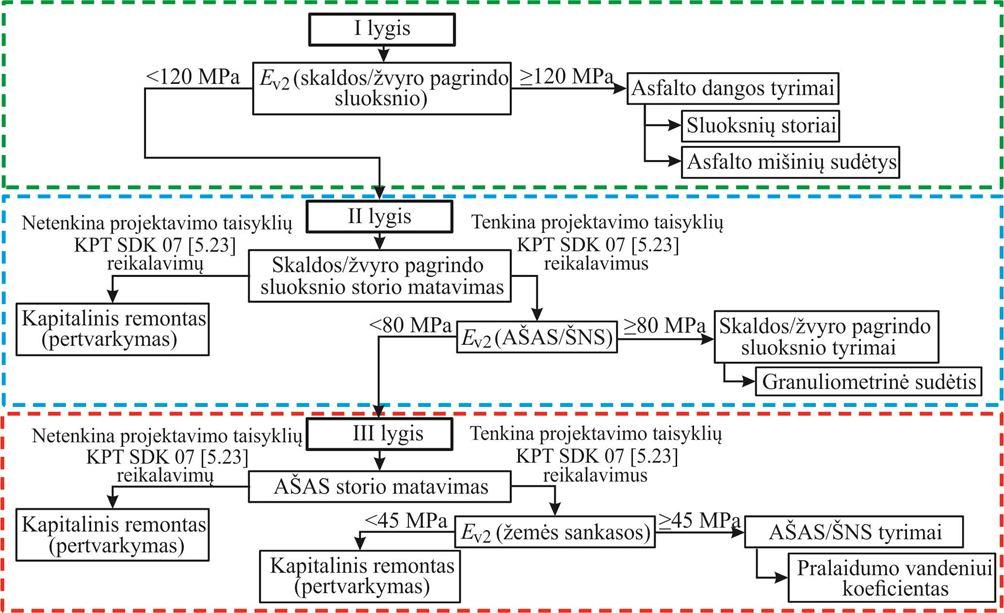 I lygis
<120 MPa
Ev2 (skaldos/žvyro pagrindo
sluoksnio)
≥120 MPa
Asfalto dangos tyrimai
Sluoksnių storiai
Asfalto mišinių sudėtys
II lygis
Netenkina projektavimo taisyklių
KPT SDK 07 [5.23]
reikalavimų
Tenkina projektavimo taisyklių
KPT SDK 07 [5.23]
reikalavimus
Skaldos/žvyro pagrindo
sluoksnio storio matavimas
Kapitalinis remontas
(pertvarkymas)
<80 MPa
Ev2 (AŠAS/ŠNS)
≥80 MPa
Skaldos/žvyro pagrindo
sluoksnio tyrimai
Granuliometrinė sudėtis
III lygis
Netenkina projektavimo taisyklių
KPT SDK 07 [5.23]
reikalavimų
Tenkina projektavimo taisyklių
KPT SDK 07 [5.23]
reikalavimus
AŠAS storio matavimas
Kapitalinis remontas
(pertvarkymas)
<45 MPa
Ev2 (žemės sankasos)
≥45 MPa
AŠAS/ŠNS tyrimai
Kapitalinis remontas
(pertvarkymas)
Pralaidumo vandeniui
koeficientas